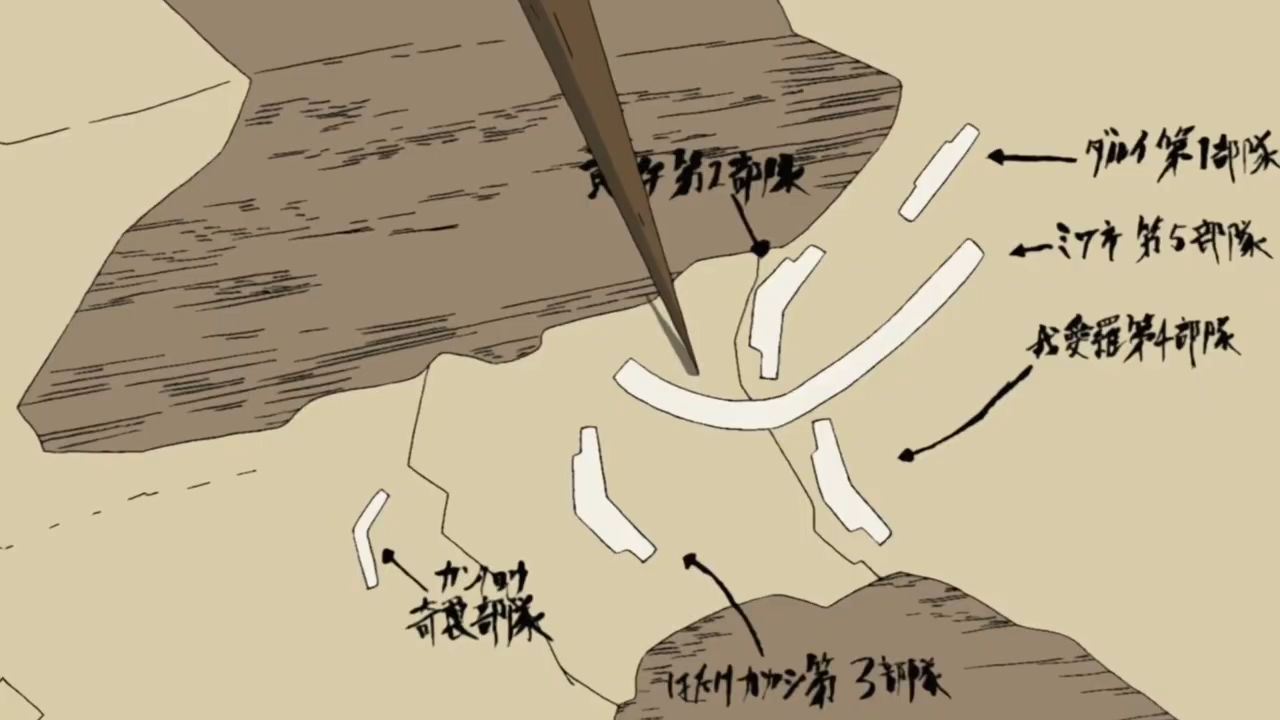 ダルイ 第1部隊
第2部隊
ミフネ 第5部隊
我愛羅 第4部隊
カンクロウ
奇襲部隊
はたけカカシ 第3部隊